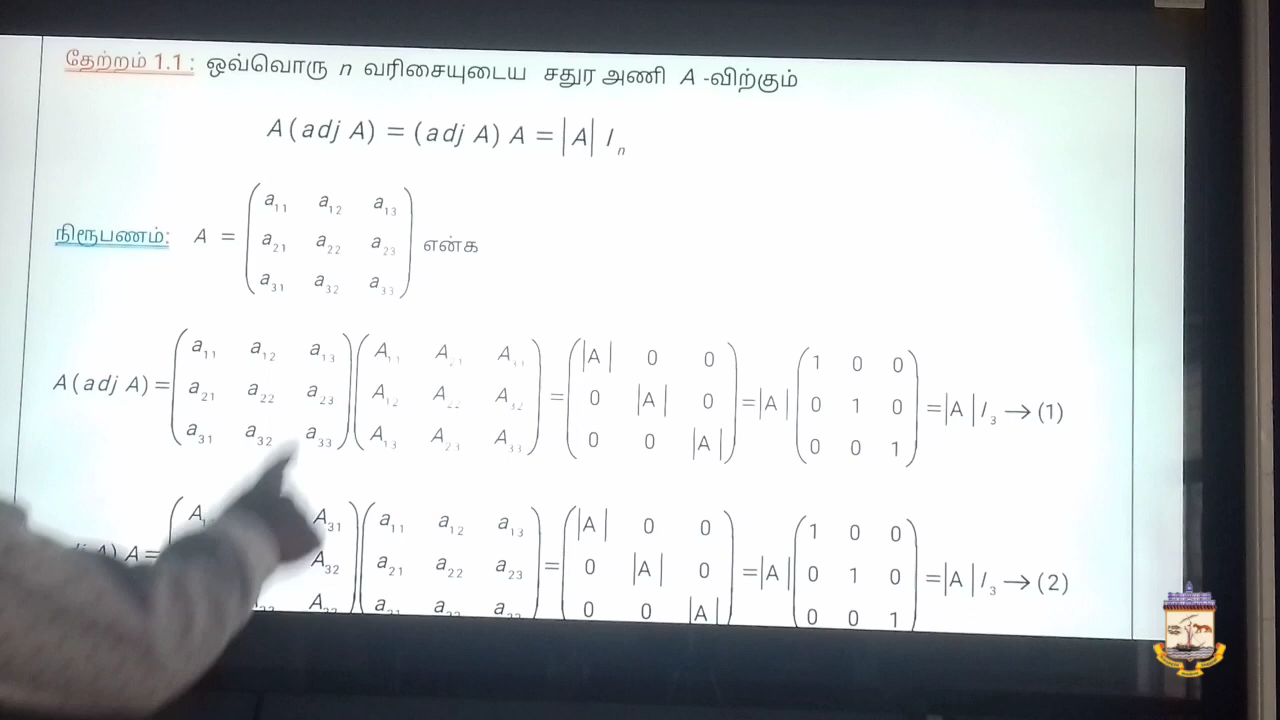 தேற்றம் 1.1 : ஒவ்வொரு n வரிசையுடைய சதுர அணி A -விற்கும்
A (adj A) = (adj A) A = |A| I_n
a₁₁ a₁₂ a₁₃
நிரூபணம்: A = a₂₁ a₂₂ a₂₃ என்க
a₃₁ a₃₂ a₃₃
a₁₁ a₁₂ a₁₃ A₁₁ A₂₁ A |A| 0 0 1 0 0
A (adj A) = a₂₁ a₂₂ a₂₃ A₁₂ A₂₂ A₃₂ = 0 |A| 0 = |A| 0 1 0 = |A| I₃ → (1)
a₃₁ a₃₂ a₃₃ A₁₃ A₂₃ A₃₃ 0 0 |A| 0 0 1
A₃₁ a₁₁ a₁₂ a₁₃ |A| 0 0 1 0 0
A = A₃₂ a₂₁ a₂₂ a₂₃ = 0 |A| 0 = |A| 0 1 0 = |A| I₃ → (2)
0 0 |A| 0 0 1